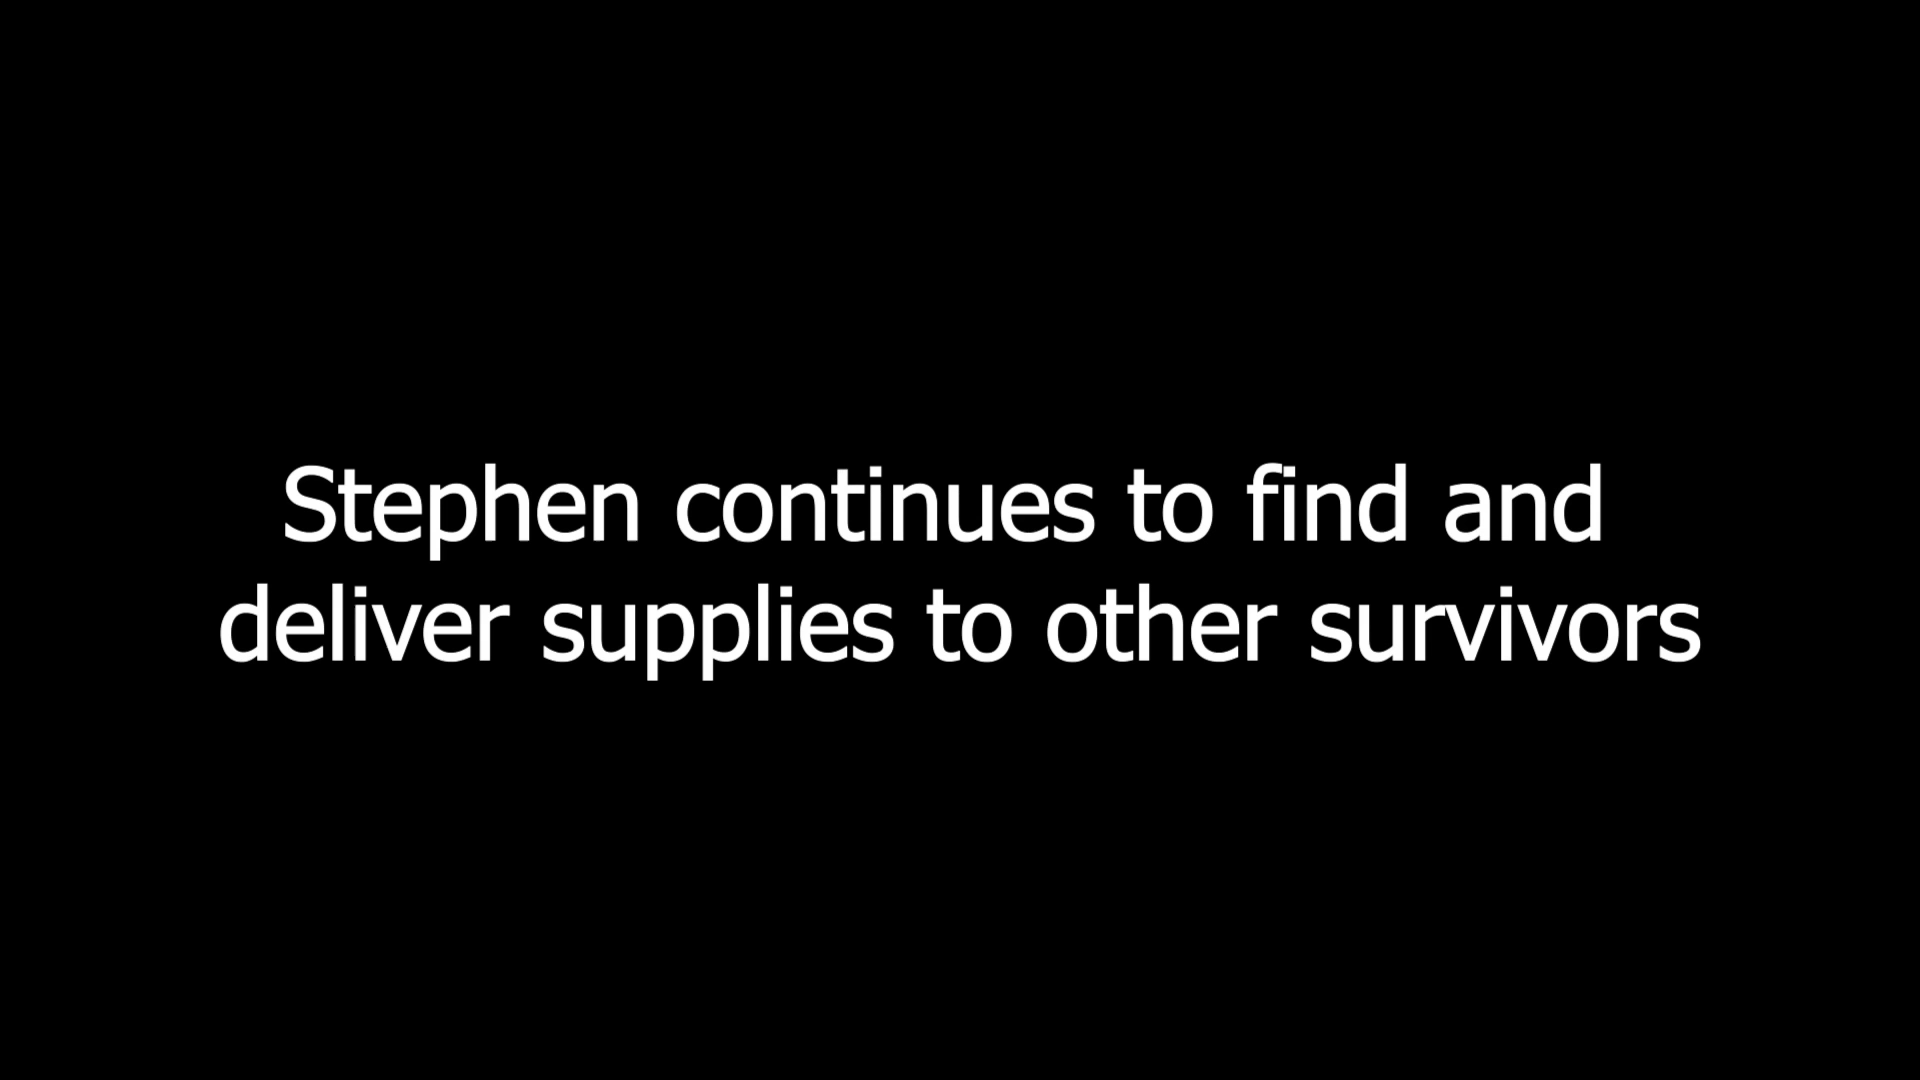 Stephen continues to find and
deliver supplies to other survivors